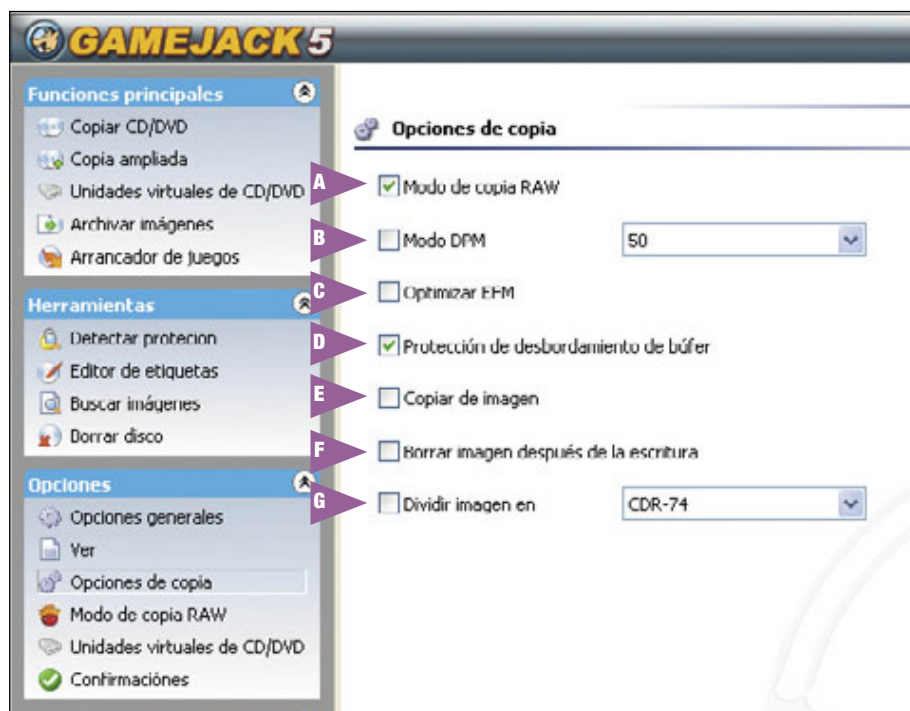 GAMEJACK 5
Funciones principales
Copiar CD/DVD
Copia ampliada
Unidades virtuales de CD/DVD
Archivar imágenes
Arrancador de juegos
Herramientas
Detectar protecion
Editor de etiquetas
Buscar imágenes
Borrar disco
Opciones
Opciones generales
Ver
Opciones de copia
Modo de copia RAW
Unidades virtuales de CD/DVD
Confirmaciónes
Opciones de copia
A Modo de copia RAW
B Modo DPM 50
C Optimizar EFM
D Protección de desbordamiento de búfer
E Copiar de imagen
F Borrar imagen después de la escritura
G Dividir imagen en CDR-74